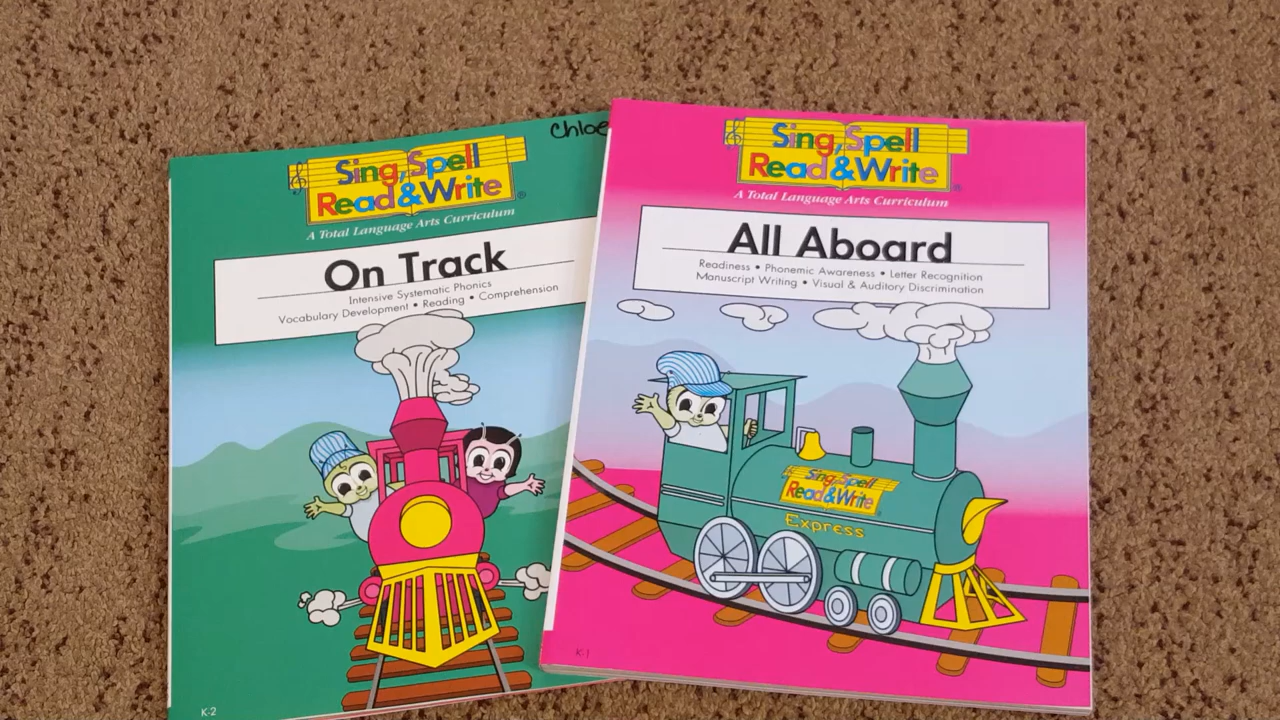 Chloe
Sing, Spell
Read & Write
A Total Language Arts Curriculum
On Track
Intensive Systematic Phonics
Vocabulary Development • Reading • Comprehension
K-2
Sing, Spell
Read & Write®
A Total Language Arts Curriculum
All Aboard
Readiness • Phonemic Awareness • Letter Recognition
Manuscript Writing • Visual & Auditory Discrimination
Sing, Spell
Read & Write
Express
K-1